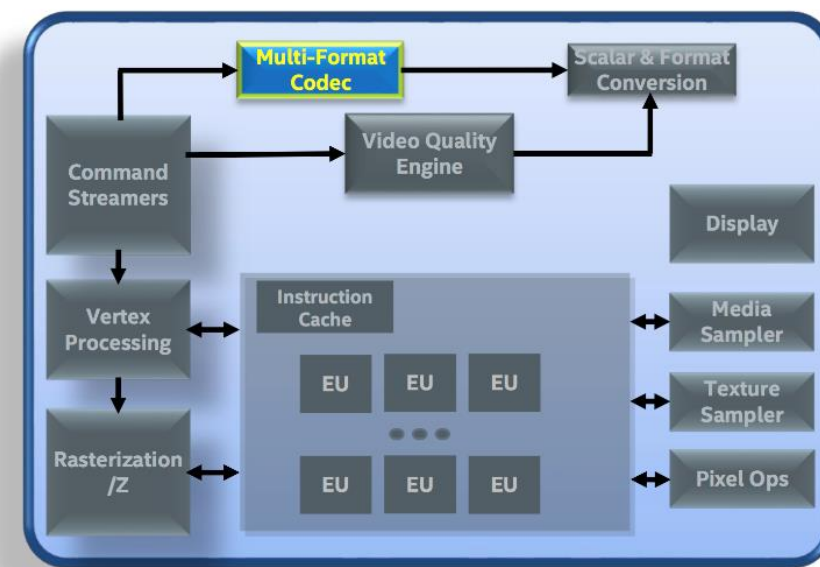 Multi-Format
Codec
Scalar & Format
Conversion
Command
Streamers
Video Quality
Engine
Display
Vertex
Processing
Instruction
Cache
Media
Sampler
EU EU EU
Texture
Sampler
Rasterization
/Z
EU EU EU
Pixel Ops